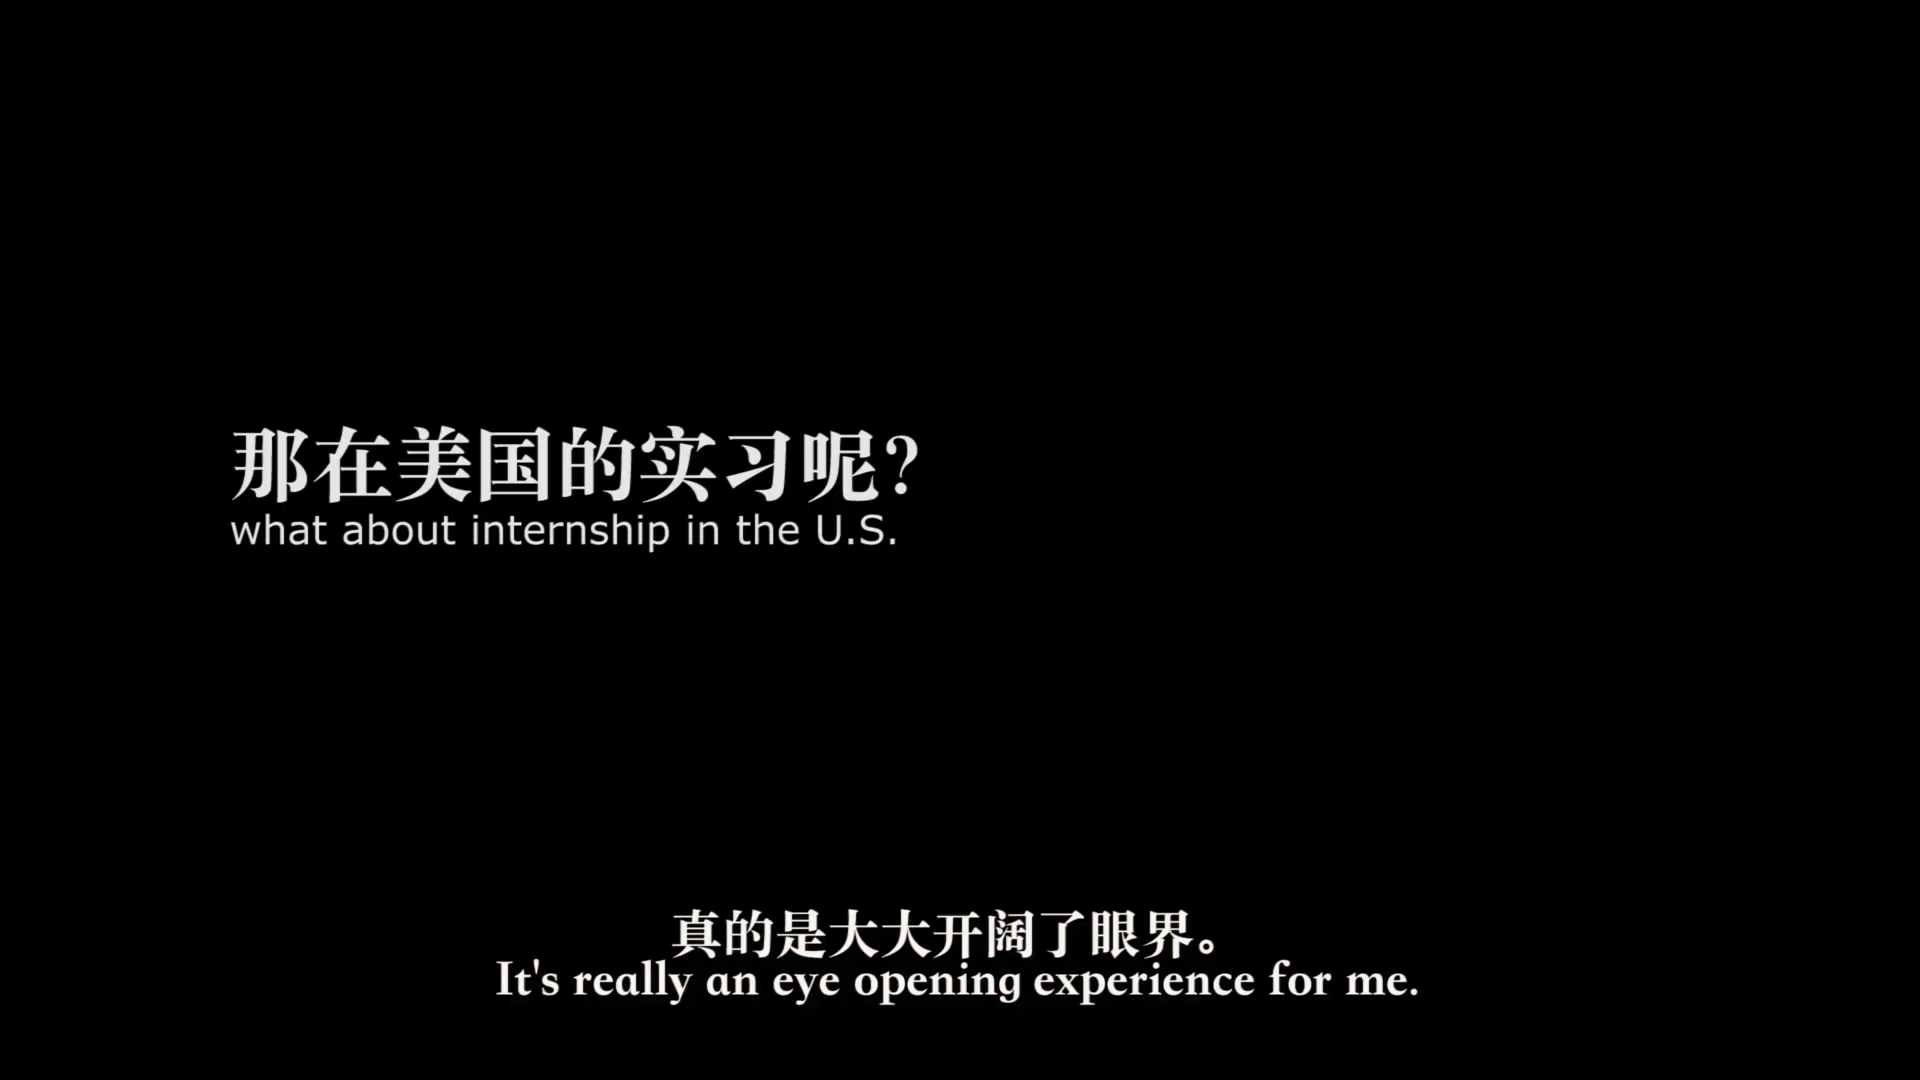 那在美国的实习呢?
what about internship in the U.S.
真的是大大开阔了眼界。
It's really an eye opening experience for me.